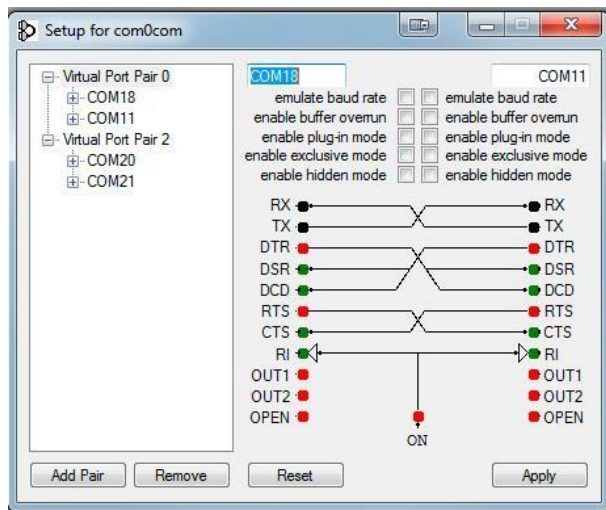 Setup for com0com
Virtual Port Pair 0
COM18
COM11
Virtual Port Pair 2
COM20
COM21
COM18 COM11
emulate baud rate emulate baud rate
enable buffer overrun enable buffer overrun
enable plug-in mode enable plug-in mode
enable exclusive mode enable exclusive mode
enable hidden mode enable hidden mode
RX RX
TX TX
DTR DTR
DSR DSR
DCD DCD
RTS RTS
CTS CTS
RI RI
OUT1 OUT1
OUT2 OUT2
OPEN OPEN
ON
Add Pair Remove Reset Apply